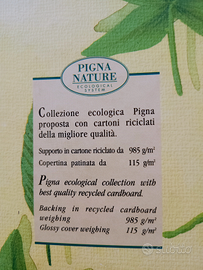 PIGNA
NATURE
ECOLOGICAL
SYSTEM
Collezione ecologica Pigna
proposta con cartoni riciclati
della migliore qualità.
Supporto in cartone riciclato da 985 g/m²
Copertina patinata da 115 g/m²
Pigna ecological collection with
best quality recycled cardboard.
Backing in recycled cardboard
weighing 985 g/m²
Glossy cover weighing 115 g/m²
subito